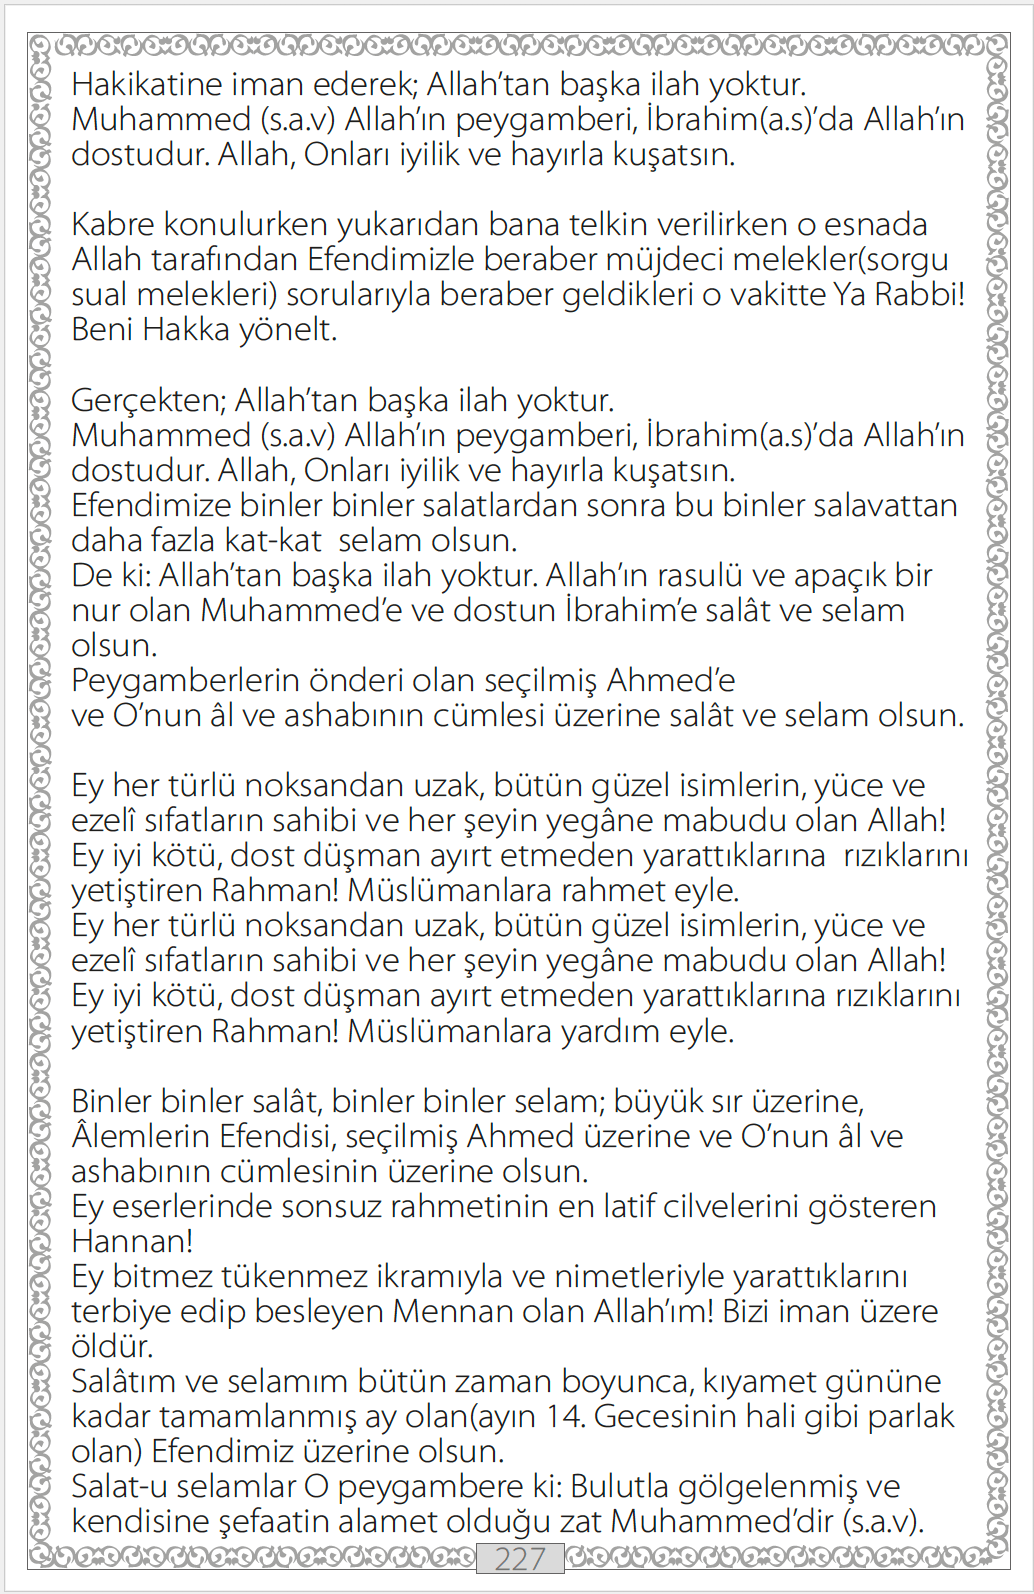 Hakikatine iman ederek; Allah’tan başka ilah yoktur.
Muhammed (s.a.v) Allah’ın peygamberi, İbrahim(a.s)’da Allah’ın
dostudur. Allah, Onları iyilik ve hayırla kuşatsın.
Kabre konulurken yukarıdan bana telkin verilirken o esnada
Allah tarafından Efendimizle beraber müjdeci melekler(sorgu
sual melekleri) sorularıyla beraber geldikleri o vakitte Ya Rabbi!
Beni Hakka yönelt.
Gerçekten; Allah’tan başka ilah yoktur.
Muhammed (s.a.v) Allah’ın peygamberi, İbrahim(a.s)’da Allah’ın
dostudur. Allah, Onları iyilik ve hayırla kuşatsın.
Efendimize binler binler salatlardan sonra bu binler salavattan
daha fazla kat-kat  selam olsun.
De ki: Allah’tan başka ilah yoktur. Allah’ın rasulü ve apaçık bir
nur olan Muhammed’e ve dostun İbrahim’e salât ve selam
olsun.
Peygamberlerin önderi olan seçilmiş Ahmed’e
ve O’nun âl ve ashabının cümlesi üzerine salât ve selam olsun.
Ey her türlü noksandan uzak, bütün güzel isimlerin, yüce ve
ezelî sıfatların sahibi ve her şeyin yegâne mabudu olan Allah!
Ey iyi kötü, dost düşman ayırt etmeden yarattıklarına  rızıklarını
yetiştiren Rahman! Müslümanlara rahmet eyle.
Ey her türlü noksandan uzak, bütün güzel isimlerin, yüce ve
ezelî sıfatların sahibi ve her şeyin yegâne mabudu olan Allah!
Ey iyi kötü, dost düşman ayırt etmeden yarattıklarına rızıklarını
yetiştiren Rahman! Müslümanlara yardım eyle.
Binler binler salât, binler binler selam; büyük sır üzerine,
Âlemlerin Efendisi, seçilmiş Ahmed üzerine ve O’nun âl ve
ashabının cümlesinin üzerine olsun.
Ey eserlerinde sonsuz rahmetinin en latif cilvelerini gösteren
Hannan!
Ey bitmez tükenmez ikramıyla ve nimetleriyle yarattıklarını
terbiye edip besleyen Mennan olan Allah’ım! Bizi iman üzere
öldür.
Salâtım ve selamım bütün zaman boyunca, kıyamet gününe
kadar tamamlanmış ay olan(ayın 14. Gecesinin hali gibi parlak
olan) Efendimiz üzerine olsun.
Salat-u selamlar O peygambere ki: Bulutla gölgelenmiş ve
kendisine şefaatin alamet olduğu zat Muhammed’dir (s.a.v).
227